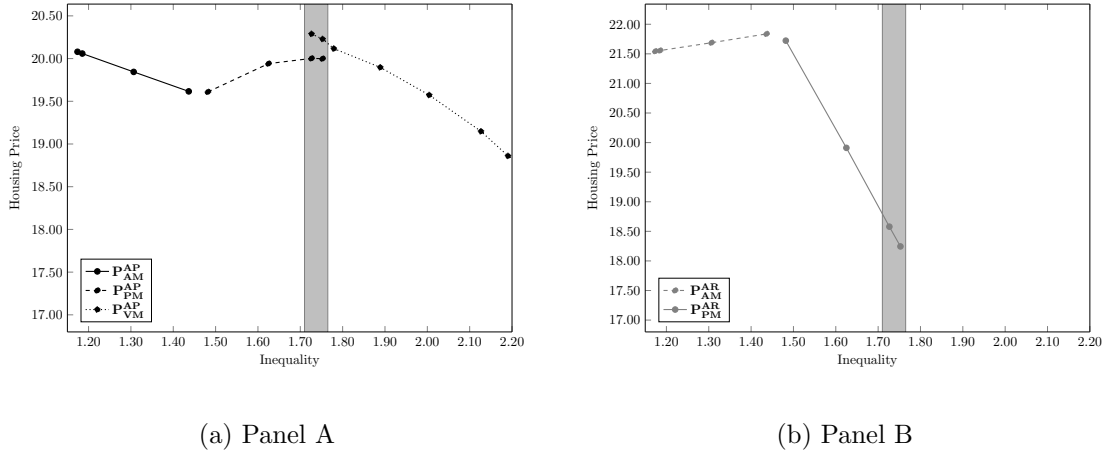 20.50
20.00
19.50
19.00
18.50
18.00
17.50
17.00
Housing Price
1.20 1.30 1.40 1.50 1.60 1.70 1.80 1.90 2.00 2.10 2.20
Inequality
P^AP_AM
P^AP_PM
P^AP_VM
(a) Panel A
22.00
21.50
21.00
20.50
20.00
19.50
19.00
18.50
18.00
17.50
17.00
Housing Price
1.20 1.30 1.40 1.50 1.60 1.70 1.80 1.90 2.00 2.10 2.20
Inequality
P^AR_AM
P^AR_PM
(b) Panel B